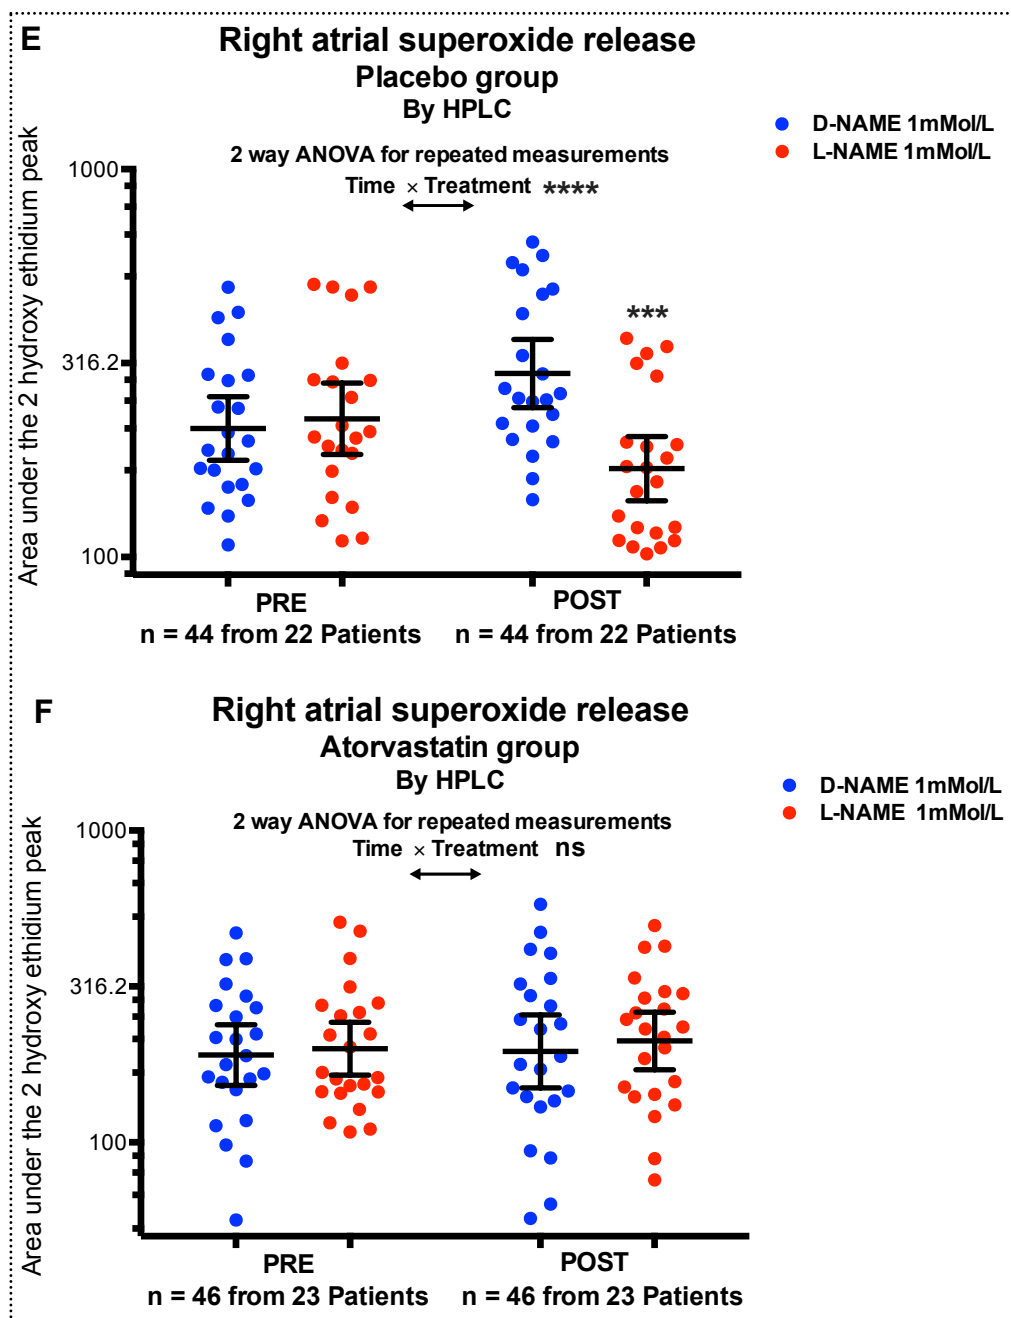 E
Right atrial superoxide release
Placebo group
By HPLC
D-NAME 1mMol/L
L-NAME 1mMol/L
2 way ANOVA for repeated measurements
Time × Treatment ****
Area under the 2 hydroxy ethidium peak
1000
316.2
100
***
PRE
POST
n = 44 from 22 Patients
n = 44 from 22 Patients
F
Right atrial superoxide release
Atorvastatin group
By HPLC
D-NAME 1mMol/L
L-NAME 1mMol/L
2 way ANOVA for repeated measurements
Time × Treatment ns
Area under the 2 hydroxy ethidium peak
1000
316.2
100
PRE
POST
n = 46 from 23 Patients
n = 46 from 23 Patients